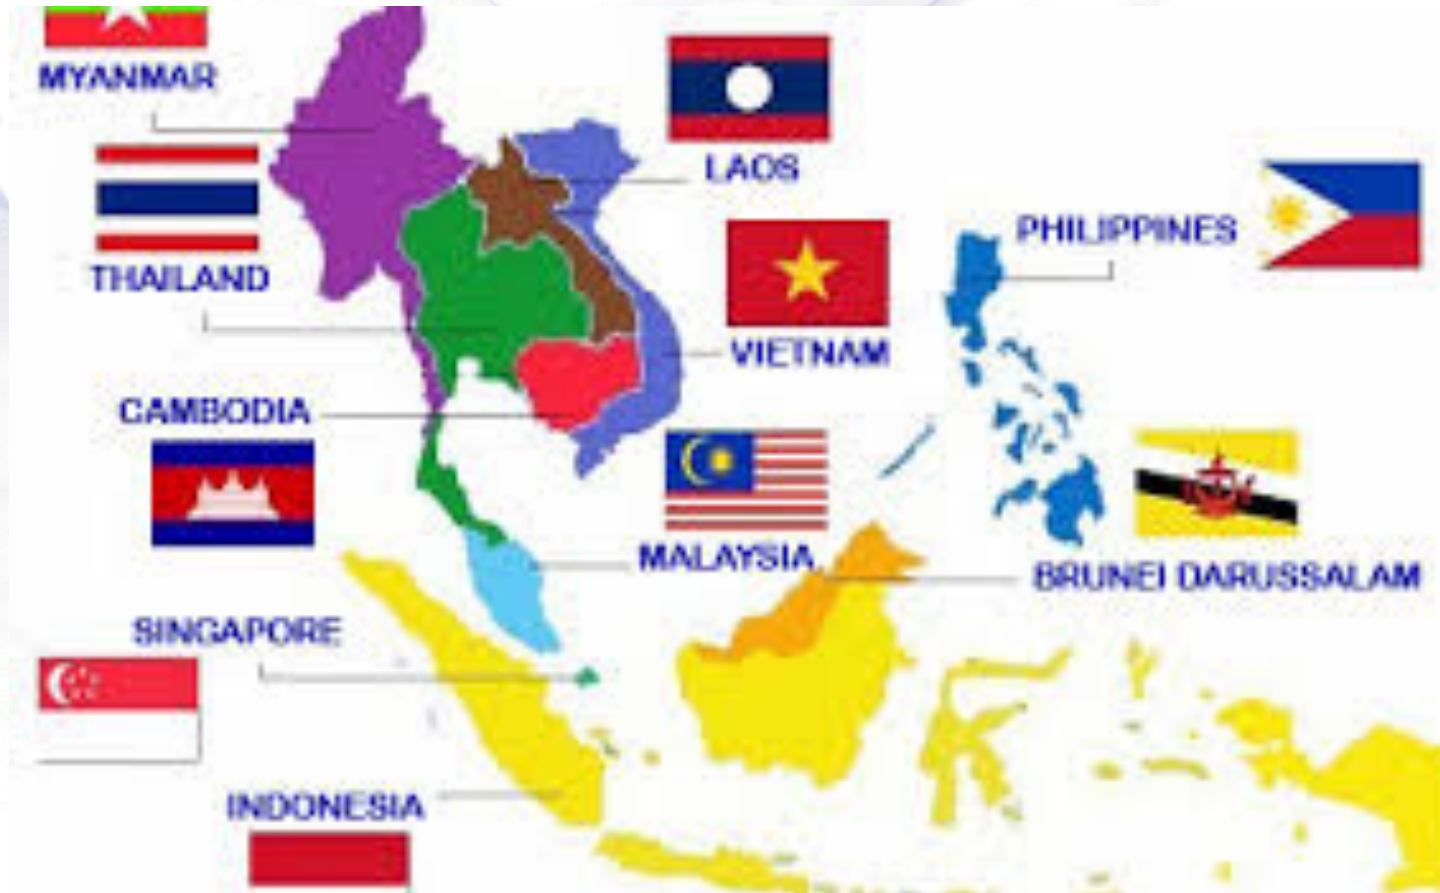 MYANMAR
LAOS
THAILAND
PHILIPPINES
VIETNAM
CAMBODIA
MALAYSIA
BRUNEI DARUSSALAM
SINGAPORE
INDONESIA